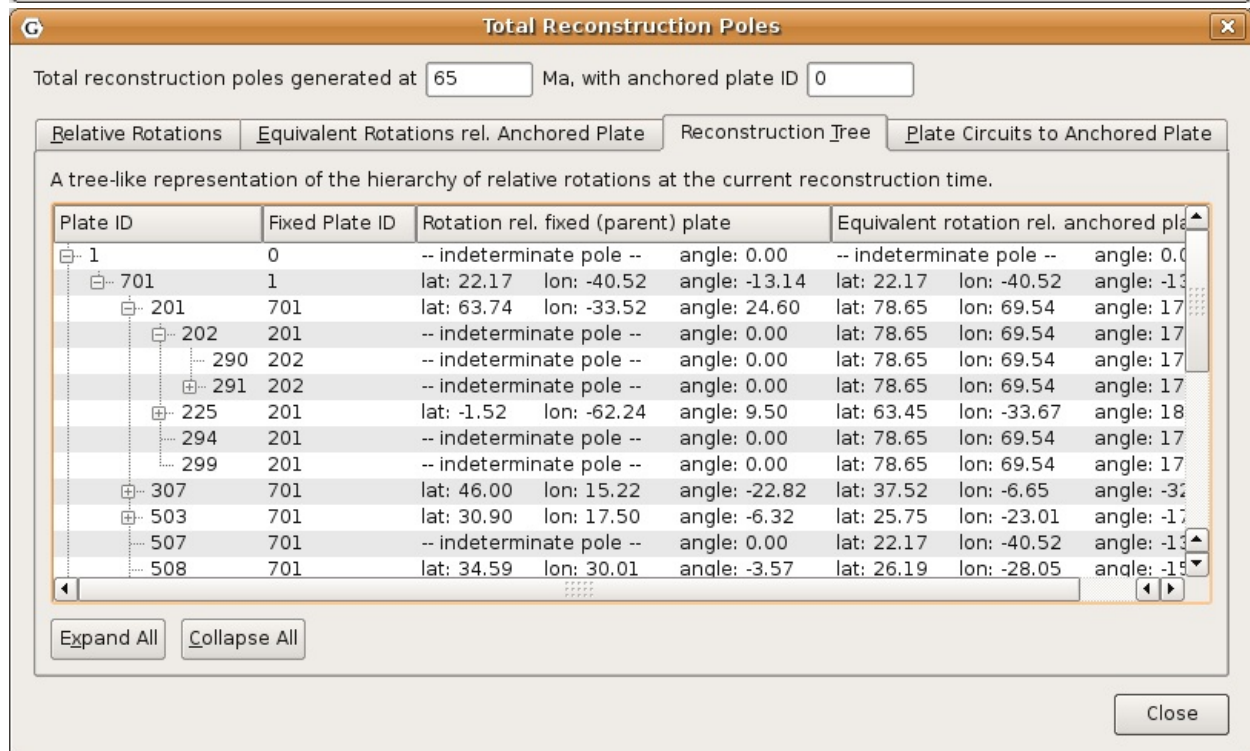 G Total Reconstruction Poles
Total reconstruction poles generated at 65 Ma, with anchored plate ID 0
Relative Rotations Equivalent Rotations rel. Anchored Plate Reconstruction Tree Plate Circuits to Anchored Plate
A tree-like representation of the hierarchy of relative rotations at the current reconstruction time.
Plate ID Fixed Plate ID Rotation rel. fixed (parent) plate Equivalent rotation rel. anchored pla
1 0 -- indeterminate pole -- angle: 0.00 -- indeterminate pole -- angle: 0.0
701 1 lat: 22.17 lon: -40.52 angle: -13.14 lat: 22.17 lon: -40.52 angle: -13
201 701 lat: 63.74 lon: -33.52 angle: 24.60 lat: 78.65 lon: 69.54 angle: 17
202 201 -- indeterminate pole -- angle: 0.00 lat: 78.65 lon: 69.54 angle: 17
290 202 -- indeterminate pole -- angle: 0.00 lat: 78.65 lon: 69.54 angle: 17
291 202 -- indeterminate pole -- angle: 0.00 lat: 78.65 lon: 69.54 angle: 17
225 201 lat: -1.52 lon: -62.24 angle: 9.50 lat: 63.45 lon: -33.67 angle: 18
294 201 -- indeterminate pole -- angle: 0.00 lat: 78.65 lon: 69.54 angle: 17
299 201 -- indeterminate pole -- angle: 0.00 lat: 78.65 lon: 69.54 angle: 17
307 701 lat: 46.00 lon: 15.22 angle: -22.82 lat: 37.52 lon: -6.65 angle: -32
503 701 lat: 30.90 lon: 17.50 angle: -6.32 lat: 25.75 lon: -23.01 angle: -17
507 701 -- indeterminate pole -- angle: 0.00 lat: 22.17 lon: -40.52 angle: -13
508 701 lat: 34.59 lon: 30.01 angle: -3.57 lat: 26.19 lon: -28.05 angle: -15
Expand All Collapse All
Close